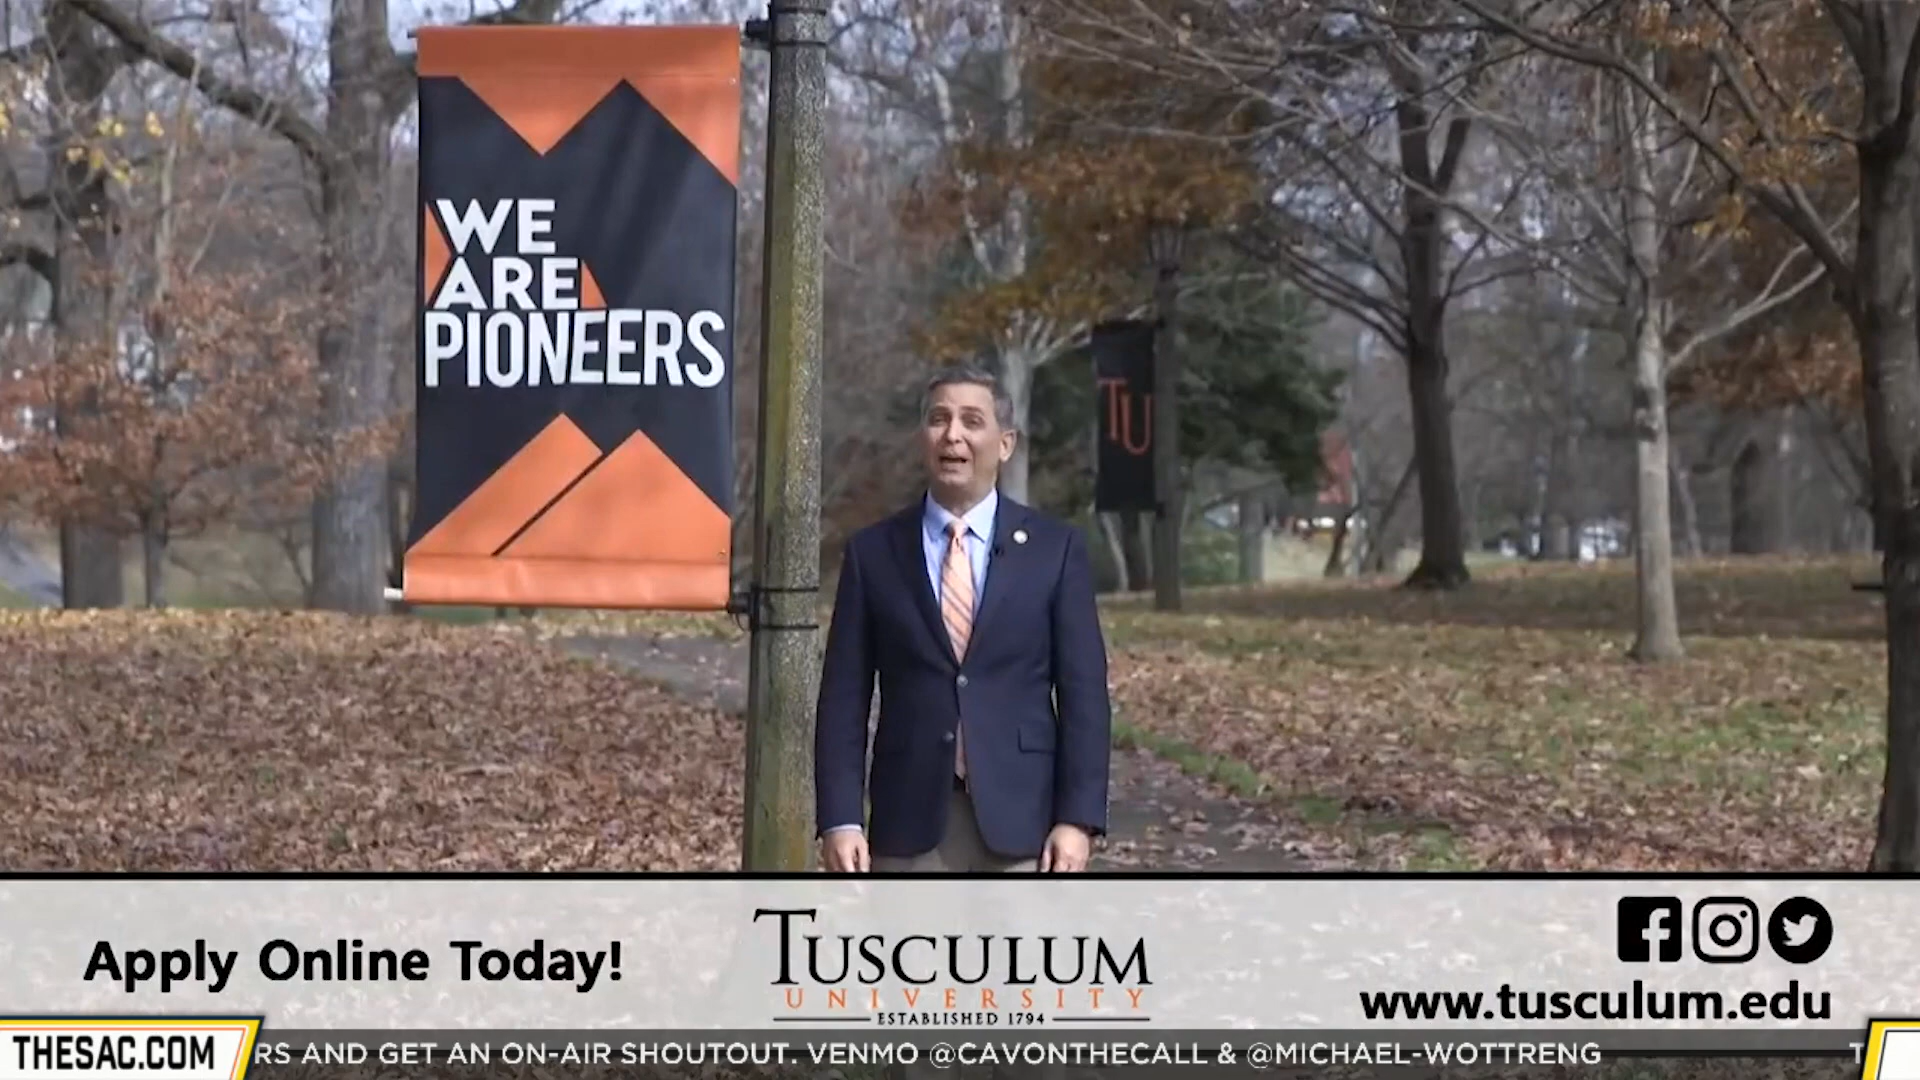 WE
ARE
PIONEERS
TU
Apply Online Today!
TUSCULUM
UNIVERSITY
ESTABLISHED 1794
www.tusculum.edu
THESAC.COM
RS AND GET AN ON-AIR SHOUTOUT. VENMO @CAVONTHECALL & @MICHAEL-WOTTRENG
T